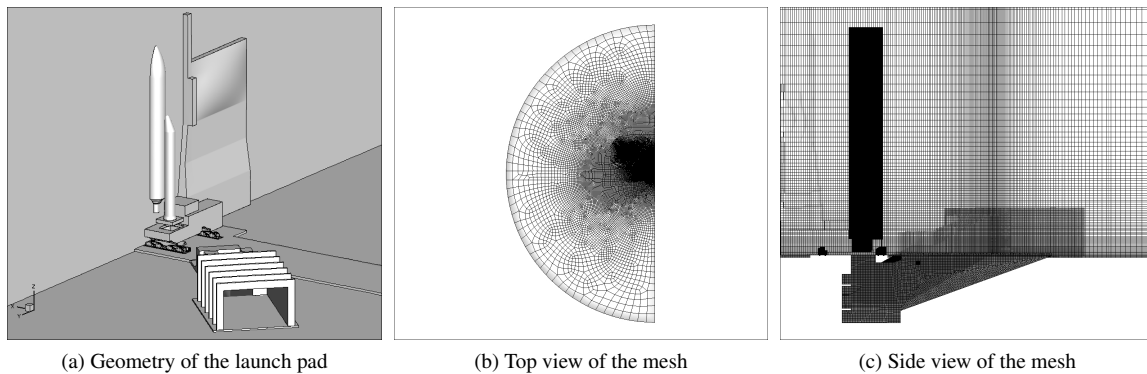 Z
X
Y
(a) Geometry of the launch pad
(b) Top view of the mesh
(c) Side view of the mesh